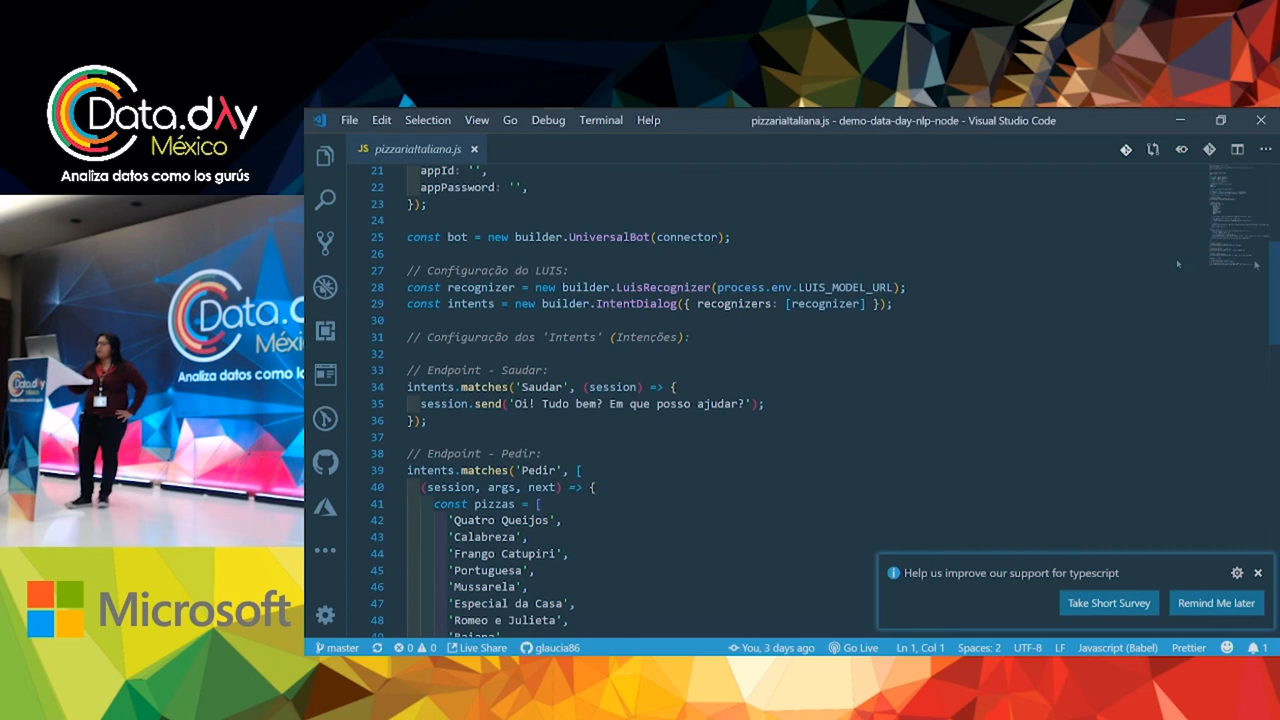 Data.dAy
México
Analiza datos como los gurús
Data.d
Méxi
Analiza datos como lo
Data.dAy
Microsoft
File Edit Selection View Go Debug Terminal Help
pizzariaItaliana.js - demo-data-day-nlp-node - Visual Studio Code
JS pizzariaItaliana.js
21 appId: '',
22 appPassword: '',
23 });
24
25 const bot = new builder.UniversalBot(connector);
26
27 // Configuração do LUIS:
28 const recognizer = new builder.LuisRecognizer(process.env.LUIS_MODEL_URL);
29 const intents = new builder.IntentDialog({ recognizers: [recognizer] });
30
31 // Configuração dos 'Intents' (Intenções):
32
33 // Endpoint - Saudar:
34 intents.matches('Saudar', (session) => {
35 session.send('Oi! Tudo bem? Em que posso ajudar?');
36 });
37
38 // Endpoint - Pedir:
39 intents.matches('Pedir', [
40 (session, args, next) => {
41 const pizzas = [
42 'Quatro Queijos',
43 'Calabreza',
44 'Frango Catupiri',
45 'Portuguesa',
46 'Mussarela',
47 'Especial da Casa',
48 'Romeo e Julieta',
49 'Baiana'
Help us improve our support for typescript
Take Short Survey Remind Me later
master 0 0 Live Share glaucia86 You, 3 days ago Go Live Ln 1, Col 1 Spaces: 2 UTF-8 LF Javascript (Babel) Prettier 1